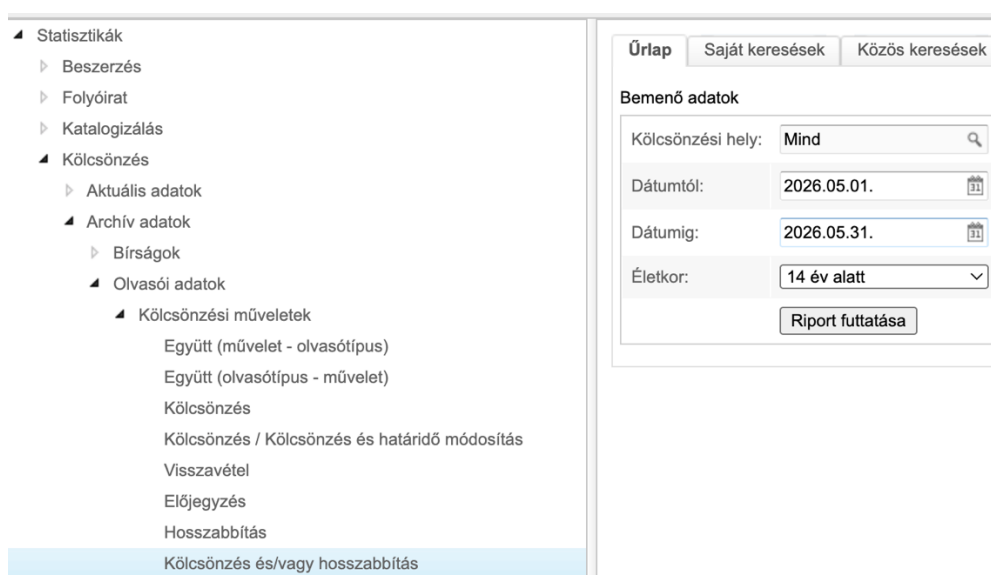 Statisztikák
Beszerzés
Folyóirat
Katalogizálás
Kölcsönzés
Aktuális adatok
Archív adatok
Bírságok
Olvasói adatok
Kölcsönzési műveletek
Együtt (művelet - olvasótípus)
Együtt (olvasótípus - művelet)
Kölcsönzés
Kölcsönzés / Kölcsönzés és határidő módosítás
Visszavétel
Előjegyzés
Hosszabbítás
Kölcsönzés és/vagy hosszabbítás
Űrlap Saját keresések Közös keresések
Bemenő adatok
Kölcsönzési hely: Mind
Dátumtól: 2026.05.01. 31
Dátumig: 2026.05.31. 31
Életkor: 14 év alatt
Riport futtatása